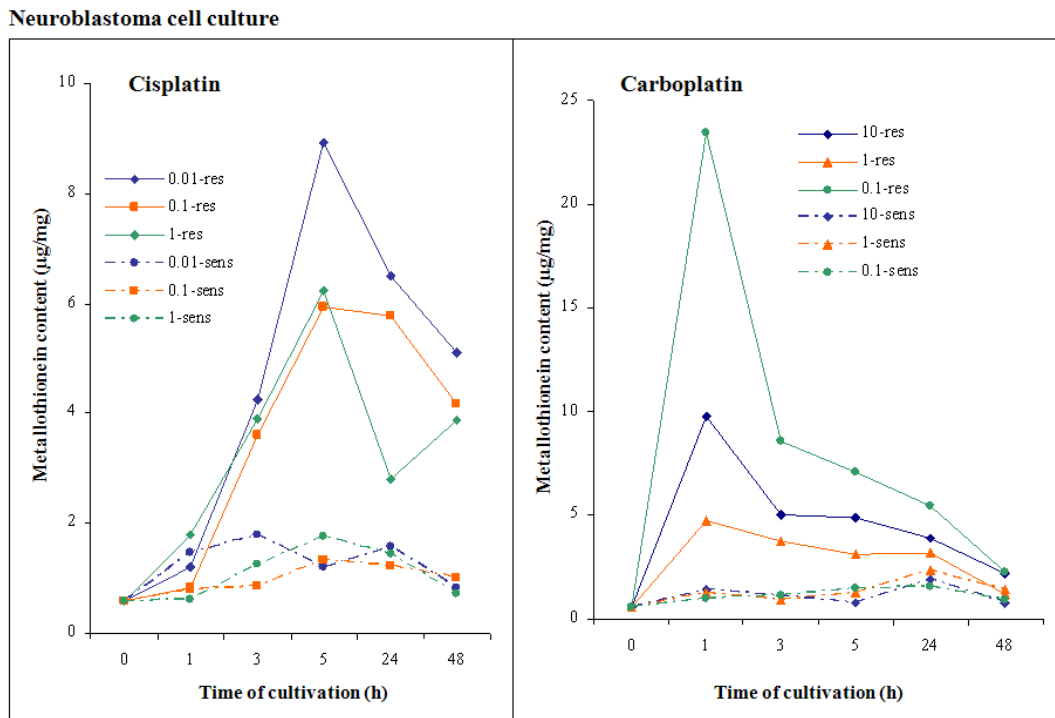 Neuroblastoma cell culture
Cisplatin
10
8
6
4
2
0
Metallothionein content (µg/mg)
0.01-res
0.1-res
1-res
0.01-sens
0.1-sens
1-sens
0 1 3 5 24 48
Time of cultivation (h)
Carboplatin
25
20
15
10
5
0
Metallothionein content (µg/mg)
10-res
1-res
0.1-res
10-sens
1-sens
0.1-sens
0 1 3 5 24 48
Time of cultivation (h)